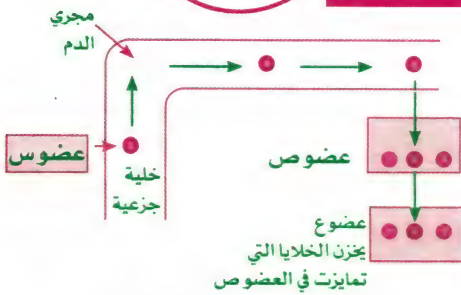 مجري
الدم
عضوس
خلية
جزعية
عضوص
عضوع
يخزن الخلايا التي
تمايزت في العضوص